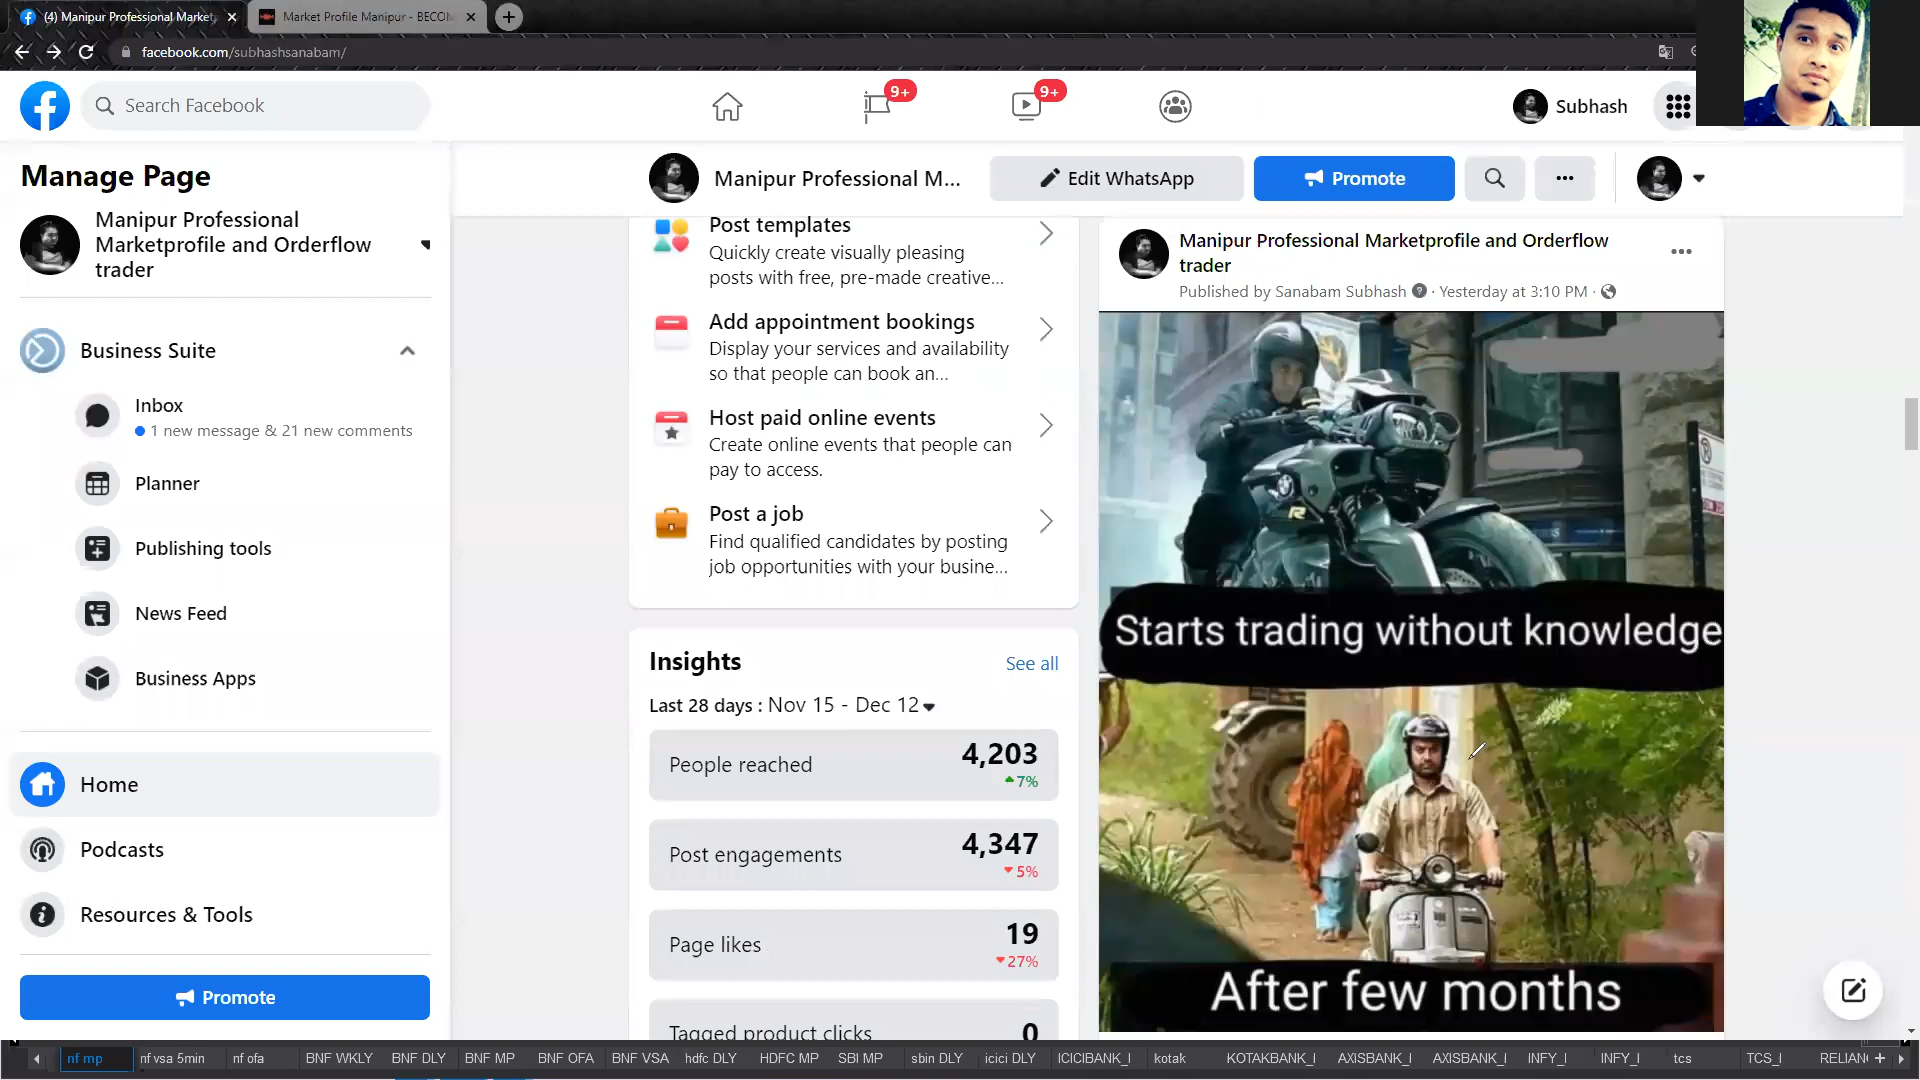 (4) Manipur Professional Market
Market Profile Manipur - BECOM
facebook.com/subhashsanabam/
Search Facebook
9+
9+
Subhash
Manage Page
Manipur Professional
Marketprofile and Orderflow
trader
Business Suite
Inbox
1 new message & 21 new comments
Planner
Publishing tools
News Feed
Business Apps
Home
Podcasts
Resources & Tools
Promote
Manipur Professional M...
Edit WhatsApp
Promote
Post templates
Quickly create visually pleasing
posts with free, pre-made creative...
Add appointment bookings
Display your services and availability
so that people can book an...
Host paid online events
Create online events that people can
pay to access.
Post a job
Find qualified candidates by posting
job opportunities with your busine...
Insights
See all
Last 28 days : Nov 15 - Dec 12
People reached
4,203
7%
Post engagements
4,347
5%
Page likes
19
27%
Tagged product clicks
0
Manipur Professional Marketprofile and Orderflow
trader
Published by Sanabam Subhash · Yesterday at 3:10 PM ·
R
Starts trading without knowledge
After few months
nf mp
nf vsa 5min
nf ofa
BNF WKLY
BNF DLY
BNF MP
BNF OFA
BNF VSA
hdfc DLY
HDFC MP
SBI MP
sbin DLY
icici DLY
ICICIBANK_I
kotak
KOTAKBANK_I
AXISBANK_I
AXISBANK_I
INFY_I
INFY_I
tcs
TCS_I
RELIAN